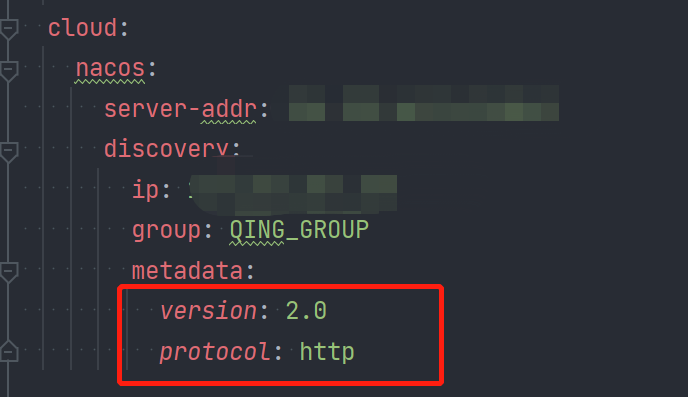 cloud:
nacos:
server-addr:
discovery:
ip:
group: QING_GROUP
metadata:
version: 2.0
protocol: http